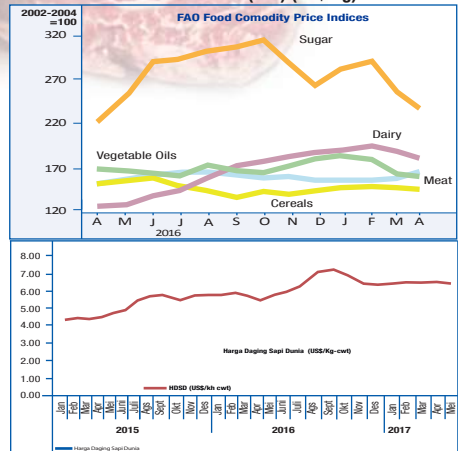 2002-2004
=100
FAO Food Comodity Price Indices
320
270
220
170
120
Sugar
Dairy
Vegetable Oils
Meat
Cereals
A M J J A S O N D J F M A
2016
8.00
7.00
6.00
5.00
4.00
3.00
2.00
1.00
0.00
Harga Daging Sapi Dunia (US$/Kg-cwt)
HDSD (US$/kh cwt)
Jan Feb Mar Apr Mei Juni Juli Ags Sept Okt Nov Des Jan Feb Mar Apr Mei Jun Juli Ags Sep Okt Nov Des Jan Feb Mar Apr Mei
2015 2016 2017
Harga Daging Sapi Dunia